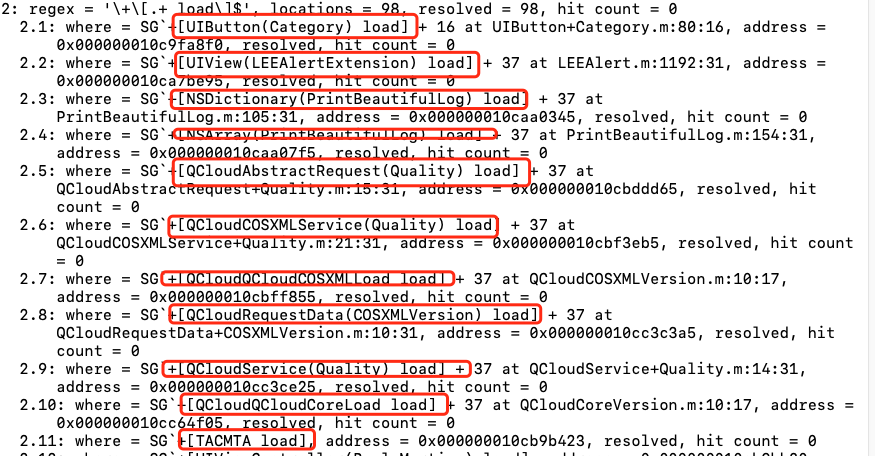 2: regex = '\+\[.+ load\]$', locations = 98, resolved = 98, hit count = 0
2.1: where = SG`+[UIButton(Category) load] + 16 at UIButton+Category.m:80:16, address =
0x000000010c9fa8f0, resolved, hit count = 0
2.2: where = SG`+[UIView(LEEAlertExtension) load] + 37 at LEEAlert.m:1192:31, address =
0x000000010ca7be95, resolved, hit count = 0
2.3: where = SG`+[NSDictionary(PrintBeautifulLog) load] + 37 at
PrintBeautifulLog.m:105:31, address = 0x000000010caa0345, resolved, hit count = 0
2.4: where = SG`+[NSArray(PrintBeautifulLog) load] + 37 at PrintBeautifulLog.m:154:31,
address = 0x000000010caa07f5, resolved, hit count = 0
2.5: where = SG`+[QCloudAbstractRequest(Quality) load] + 37 at
QCloudAbstractRequest+Quality.m:15:31, address = 0x000000010cbddd65, resolved, hit
count = 0
2.6: where = SG`+[QCloudCOSXMLService(Quality) load] + 37 at
QCloudCOSXMLService+Quality.m:21:31, address = 0x000000010cbf3eb5, resolved, hit count
= 0
2.7: where = SG`+[QCloudQCloudCOSXMLLoad load] + 37 at QCloudCOSXMLVersion.m:10:17,
address = 0x000000010cbff855, resolved, hit count = 0
2.8: where = SG`+[QCloudRequestData(COSXMLVersion) load] + 37 at
QCloudRequestData+COSXMLVersion.m:10:31, address = 0x000000010cc3c3a5, resolved, hit
count = 0
2.9: where = SG`+[QCloudService(Quality) load] + 37 at QCloudService+Quality.m:14:31,
address = 0x000000010cc3ce25, resolved, hit count = 0
2.10: where = SG`+[QCloudQCloudCoreLoad load] + 37 at QCloudCoreVersion.m:10:17, address =
0x000000010cc64f05, resolved, hit count = 0
2.11: where = SG`+[TACMTA load], address = 0x000000010cb9b423, resolved, hit count = 0